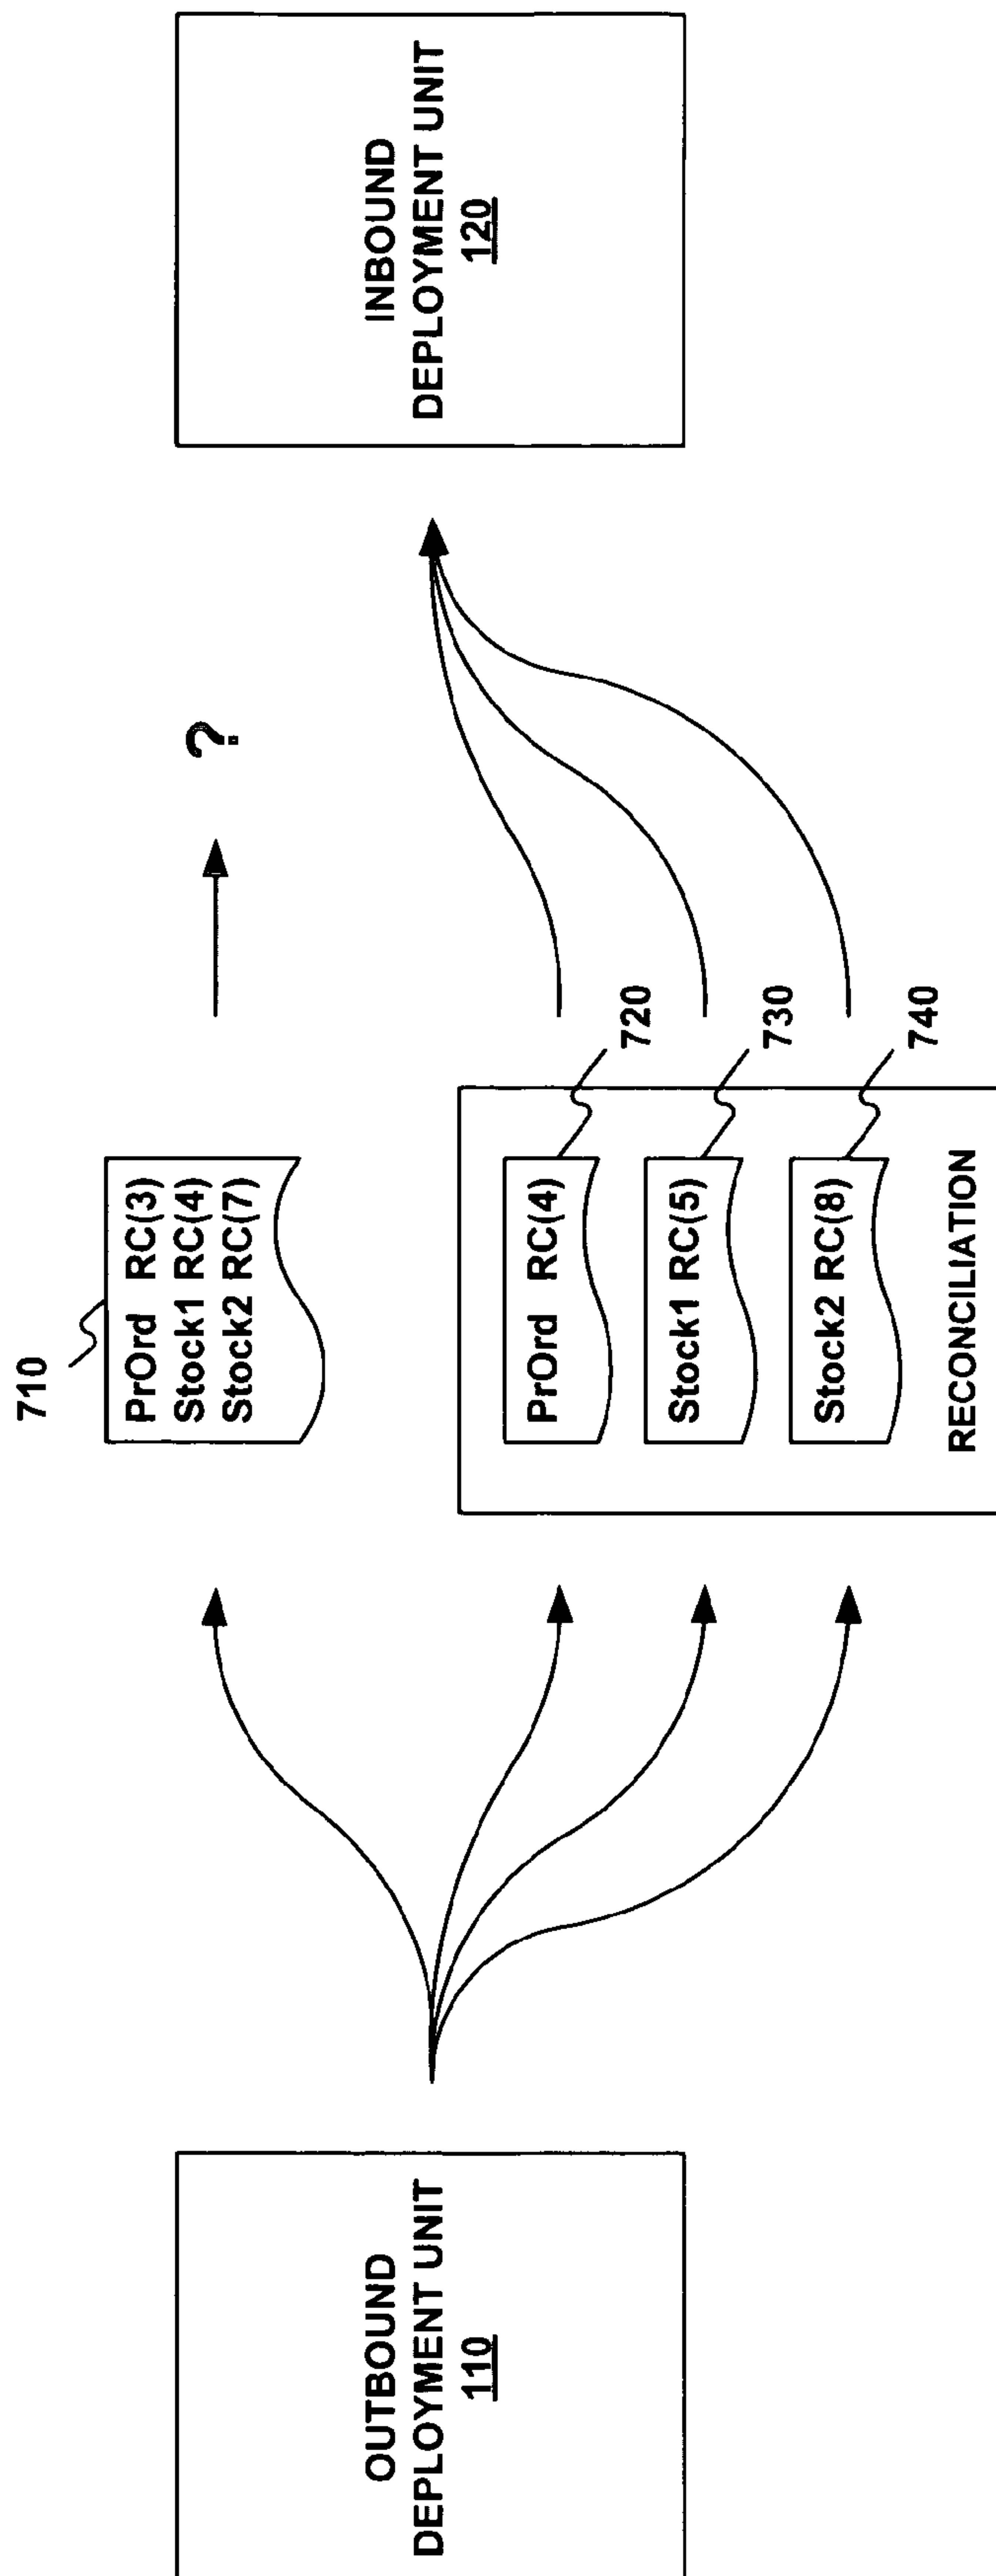 OUTBOUND
DEPLOYMENT UNIT
110
710
PrOrd RC(3)
Stock1 RC(4)
Stock2 RC(7)
?
PrOrd RC(4)
720
Stock1 RC(5)
730
Stock2 RC(8)
740
RECONCILIATION
INBOUND
DEPLOYMENT UNIT
120